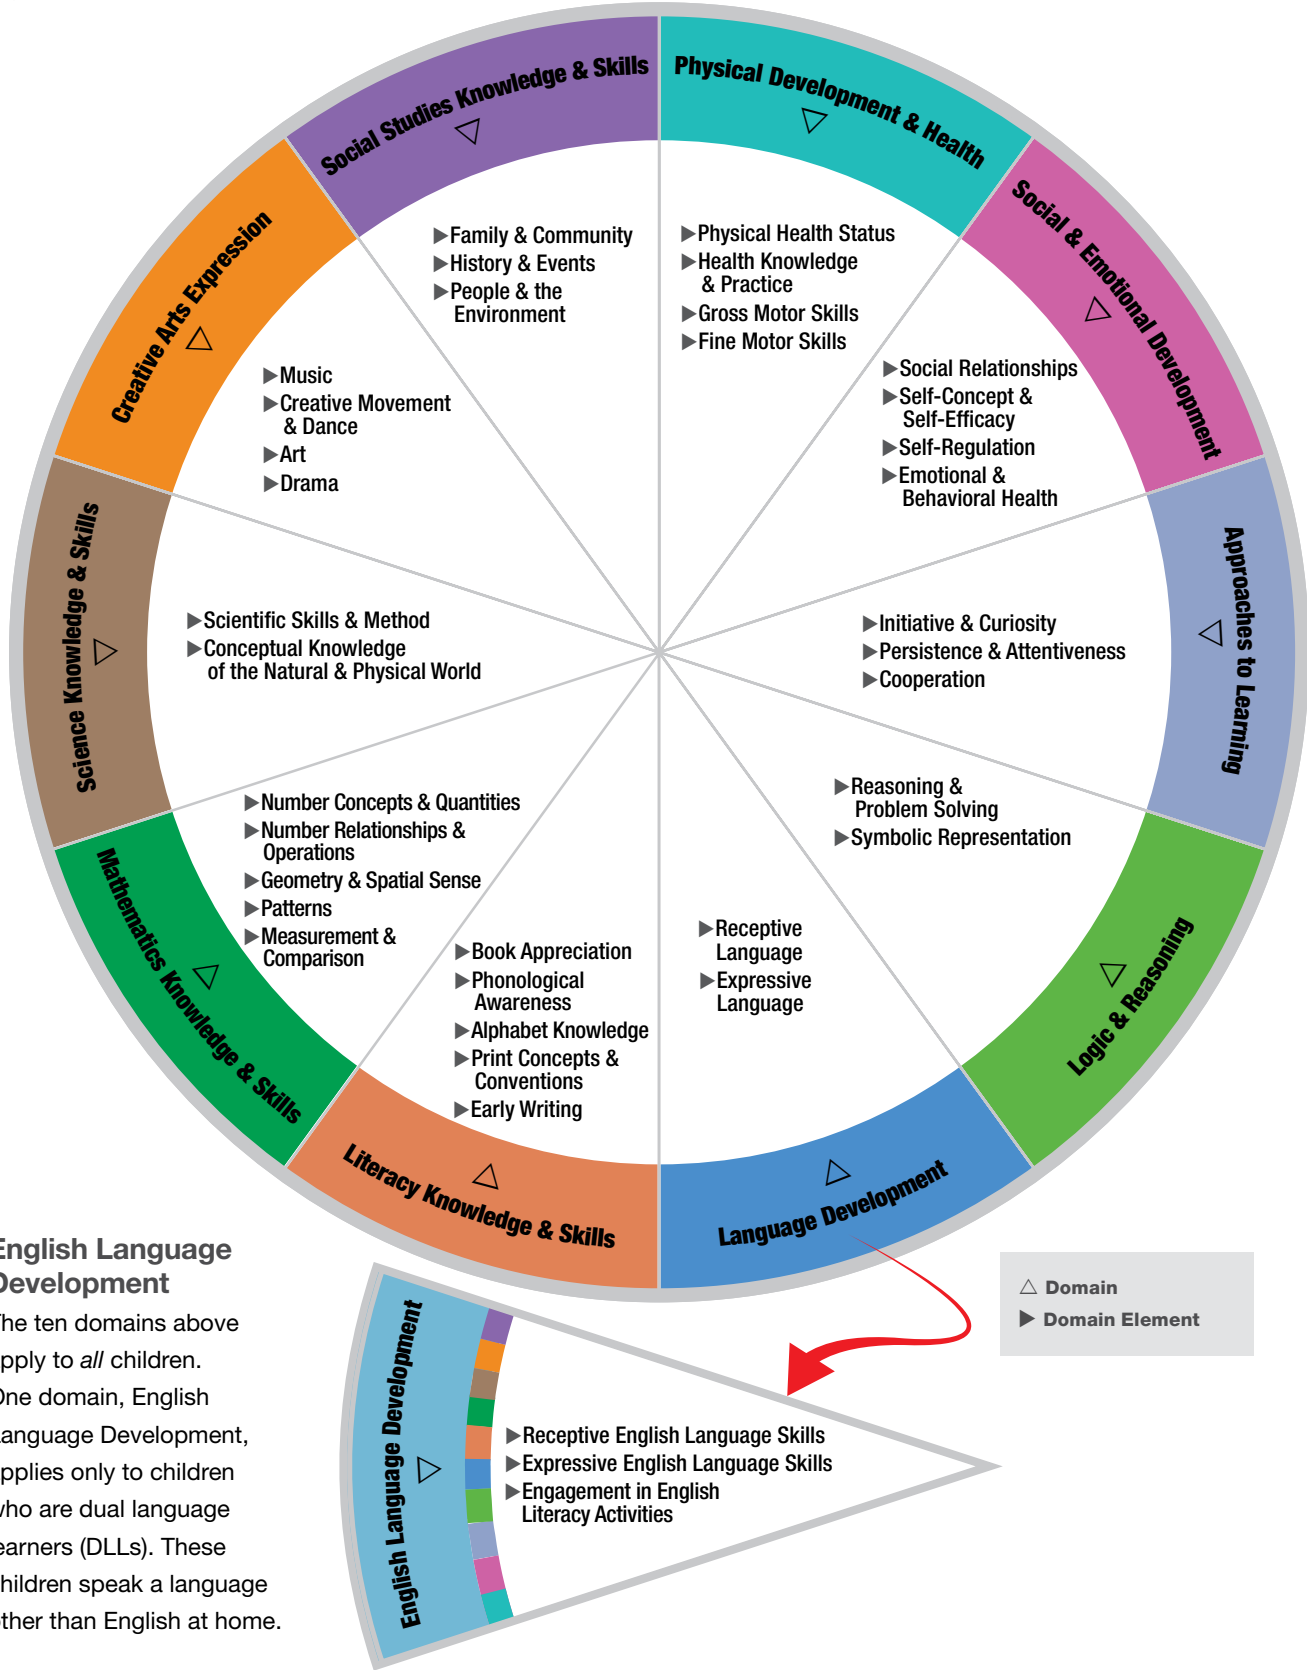 Physical Development & Health
Physical Health Status
Health Knowledge
& Practice
Gross Motor Skills
Fine Motor Skills
Social & Emotional Development
Social Relationships
Self-Concept &
Self-Efficacy
Self-Regulation
Emotional &
Behavioral Health
Approaches to Learning
Initiative & Curiosity
Persistence & Attentiveness
Cooperation
Logic & Reasoning
Reasoning &
Problem Solving
Symbolic Representation
Language Development
Receptive
Language
Expressive
Language
Literacy Knowledge & Skills
Book Appreciation
Phonological
Awareness
Alphabet Knowledge
Print Concepts &
Conventions
Early Writing
Mathematics Knowledge & Skills
Number Concepts & Quantities
Number Relationships &
Operations
Geometry & Spatial Sense
Patterns
Measurement &
Comparison
Science Knowledge & Skills
Scientific Skills & Method
Conceptual Knowledge
of the Natural & Physical World
Creative Arts Expression
Music
Creative Movement
& Dance
Art
Drama
Social Studies Knowledge & Skills
Family & Community
History & Events
People & the
Environment
English Language
Development
The ten domains above
apply to all children.
One domain, English
Language Development,
applies only to children
who are dual language
learners (DLLs). These
children speak a language
other than English at home.
English Language Development
Receptive English Language Skills
Expressive English Language Skills
Engagement in English
Literacy Activities
Domain
Domain Element